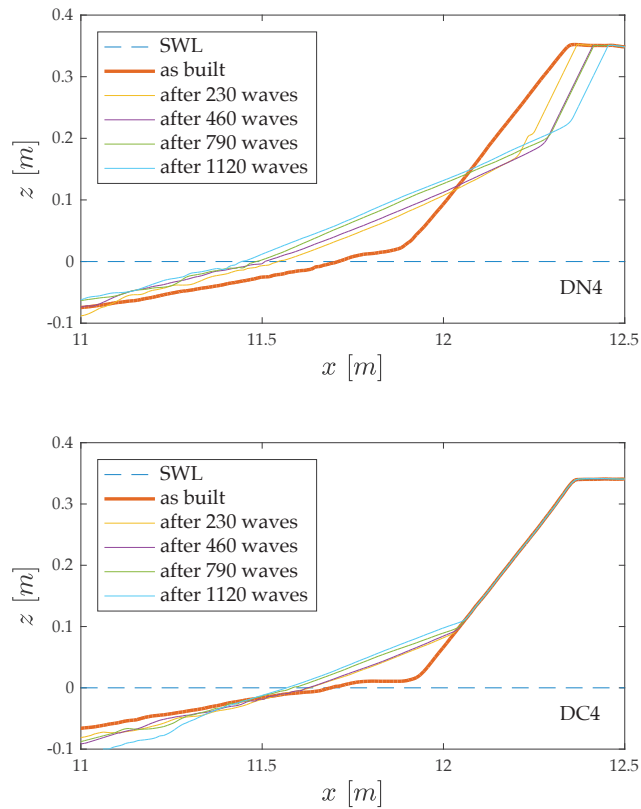 0.4
0.3
0.2
0.1
0
-0.1
z [m]
SWL
as built
after 230 waves
after 460 waves
after 790 waves
after 1120 waves
DN4
11
11.5
12
12.5
x [m]
0.4
0.3
0.2
0.1
0
-0.1
z [m]
SWL
as built
after 230 waves
after 460 waves
after 790 waves
after 1120 waves
DC4
11
11.5
12
12.5
x [m]